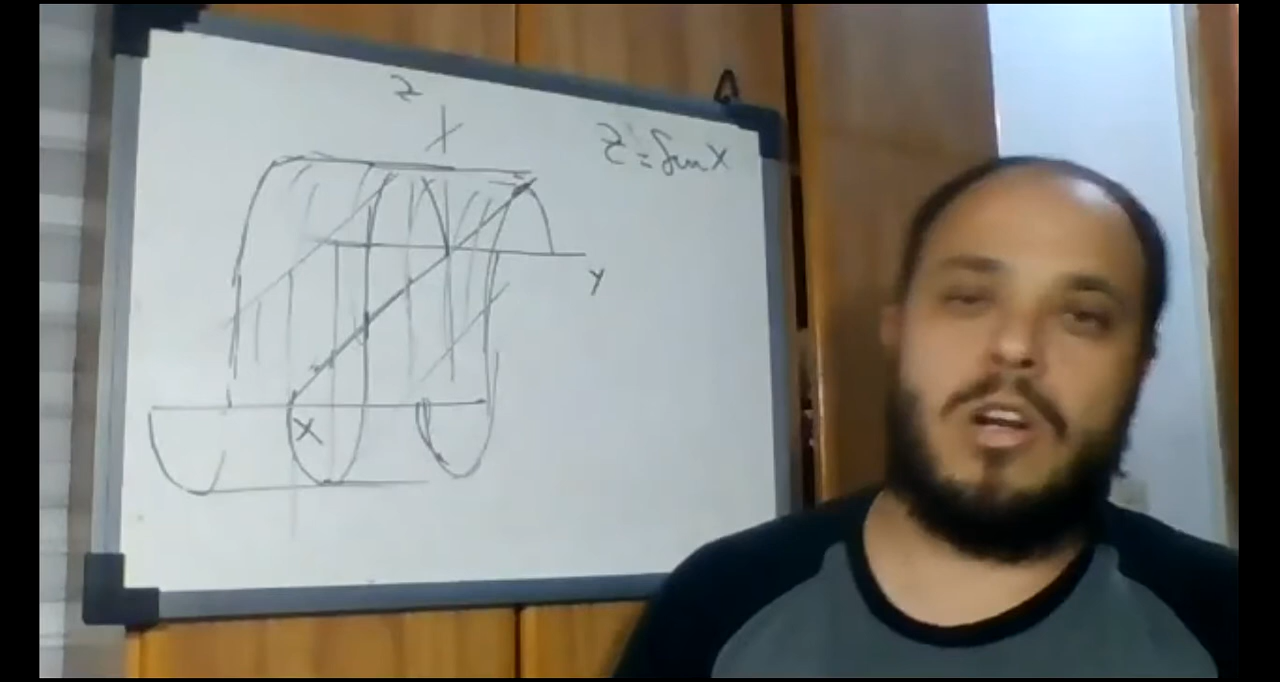 z
z = sen x
y
x